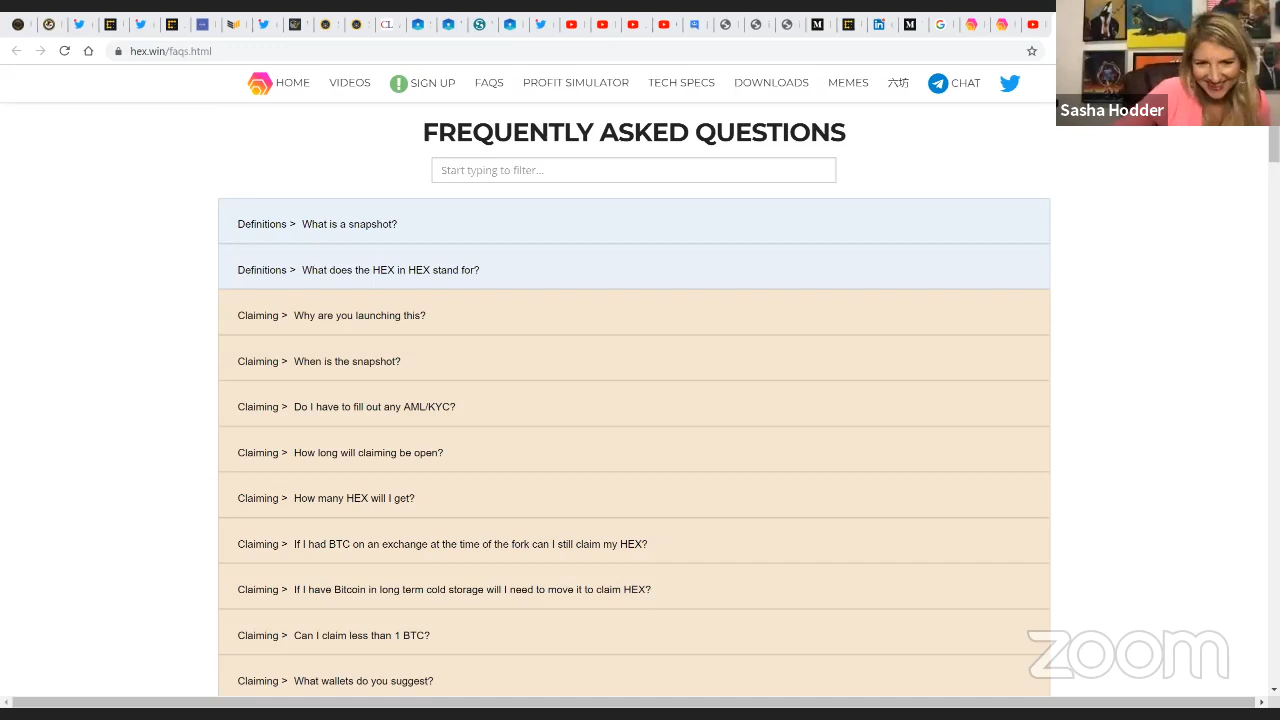 hex.win/faqs.html
HOME VIDEOS SIGN UP FAQS PROFIT SIMULATOR TECH SPECS DOWNLOADS MEMES 六坊 CHAT
Sasha Hodder
FREQUENTLY ASKED QUESTIONS
Start typing to filter...
Definitions > What is a snapshot?
Definitions > What does the HEX in HEX stand for?
Claiming > Why are you launching this?
Claiming > When is the snapshot?
Claiming > Do I have to fill out any AML/KYC?
Claiming > How long will claiming be open?
Claiming > How many HEX will I get?
Claiming > If I had BTC on an exchange at the time of the fork can I still claim my HEX?
Claiming > If I have Bitcoin in long term cold storage will I need to move it to claim HEX?
Claiming > Can I claim less than 1 BTC?
Claiming > What wallets do you suggest?
zoom